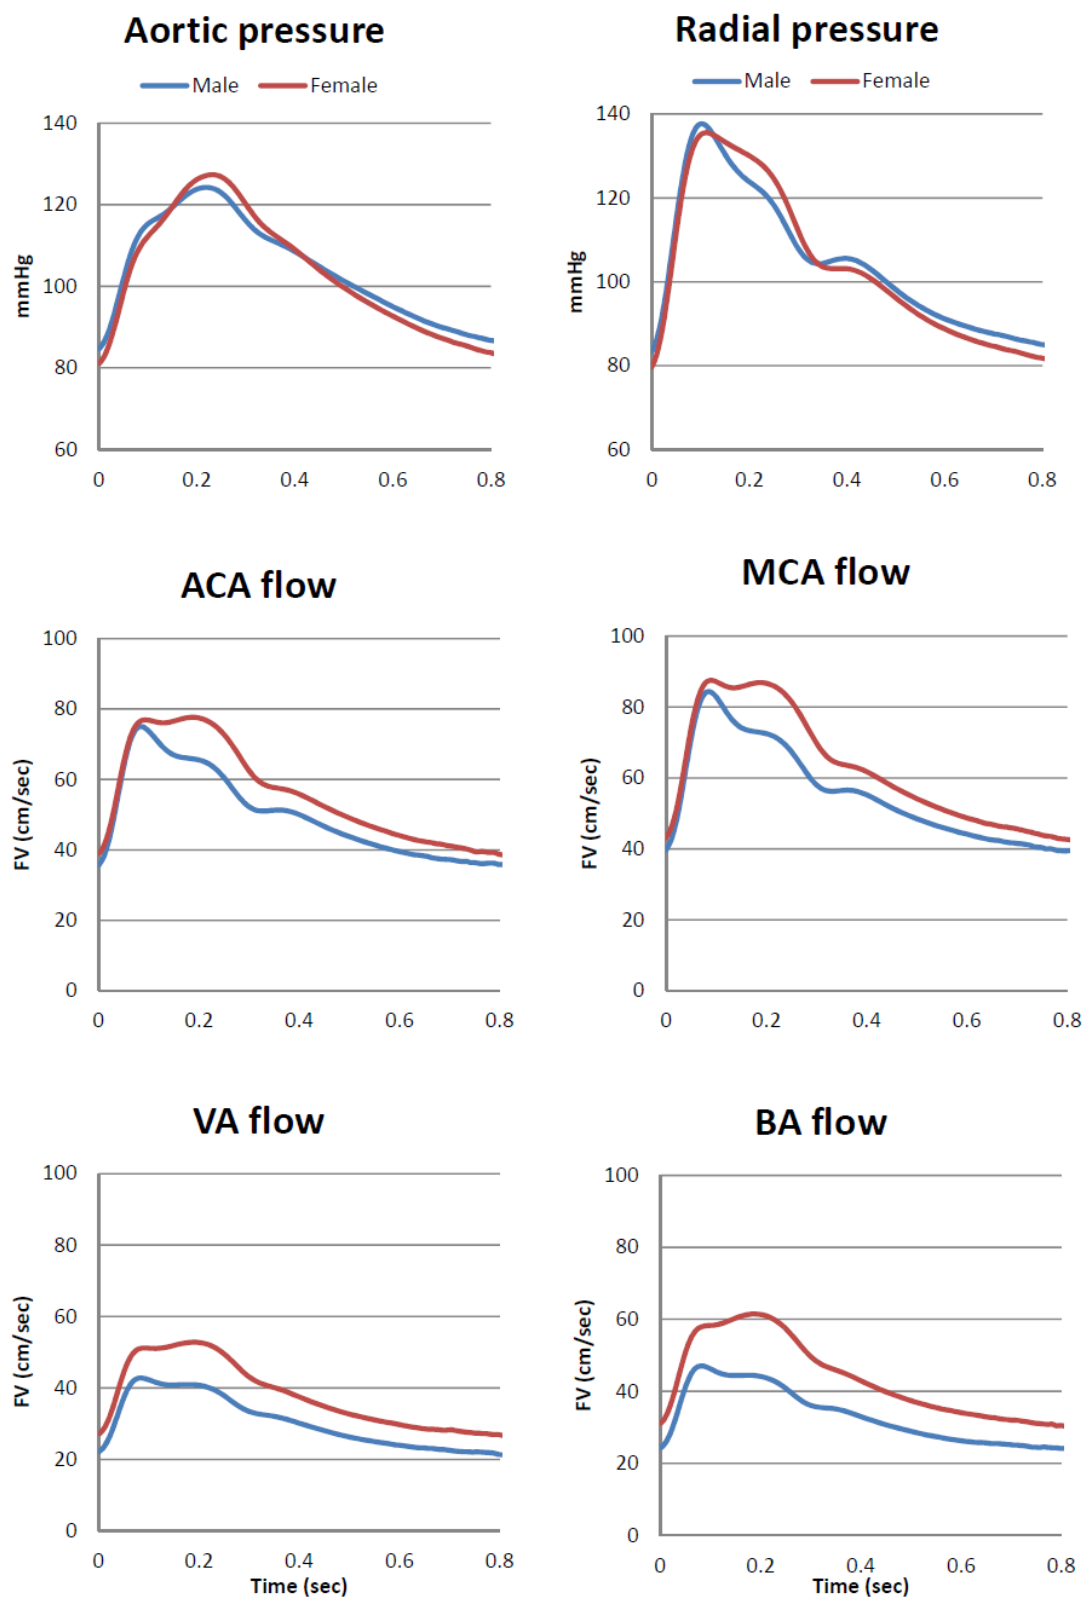 Aortic pressure
Male Female
140
120
100
80
60
mmHg
0 0.2 0.4 0.6 0.8
Radial pressure
Male Female
140
120
100
80
60
mmHg
0 0.2 0.4 0.6 0.8
ACA flow
100
80
60
40
20
0
FV (cm/sec)
0 0.2 0.4 0.6 0.8
MCA flow
100
80
60
40
20
0
FV (cm/sec)
0 0.2 0.4 0.6 0.8
VA flow
100
80
60
40
20
0
FV (cm/sec)
0 0.2 0.4 0.6 0.8
Time (sec)
BA flow
100
80
60
40
20
0
FV (cm/sec)
0 0.2 0.4 0.6 0.8
Time (sec)